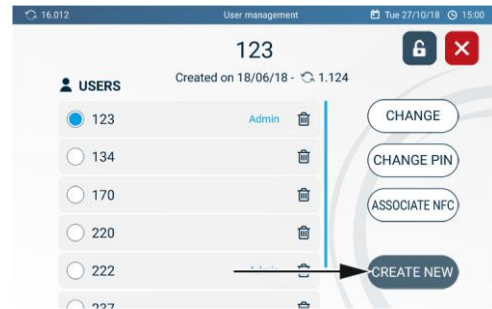 16.012 User management Tue 27/10/18 15:00
123
Created on 18/06/18 - 1.124
USERS
123 Admin
CHANGE
134
CHANGE PIN
170
ASSOCIATE NFC
220
222
CREATE NEW